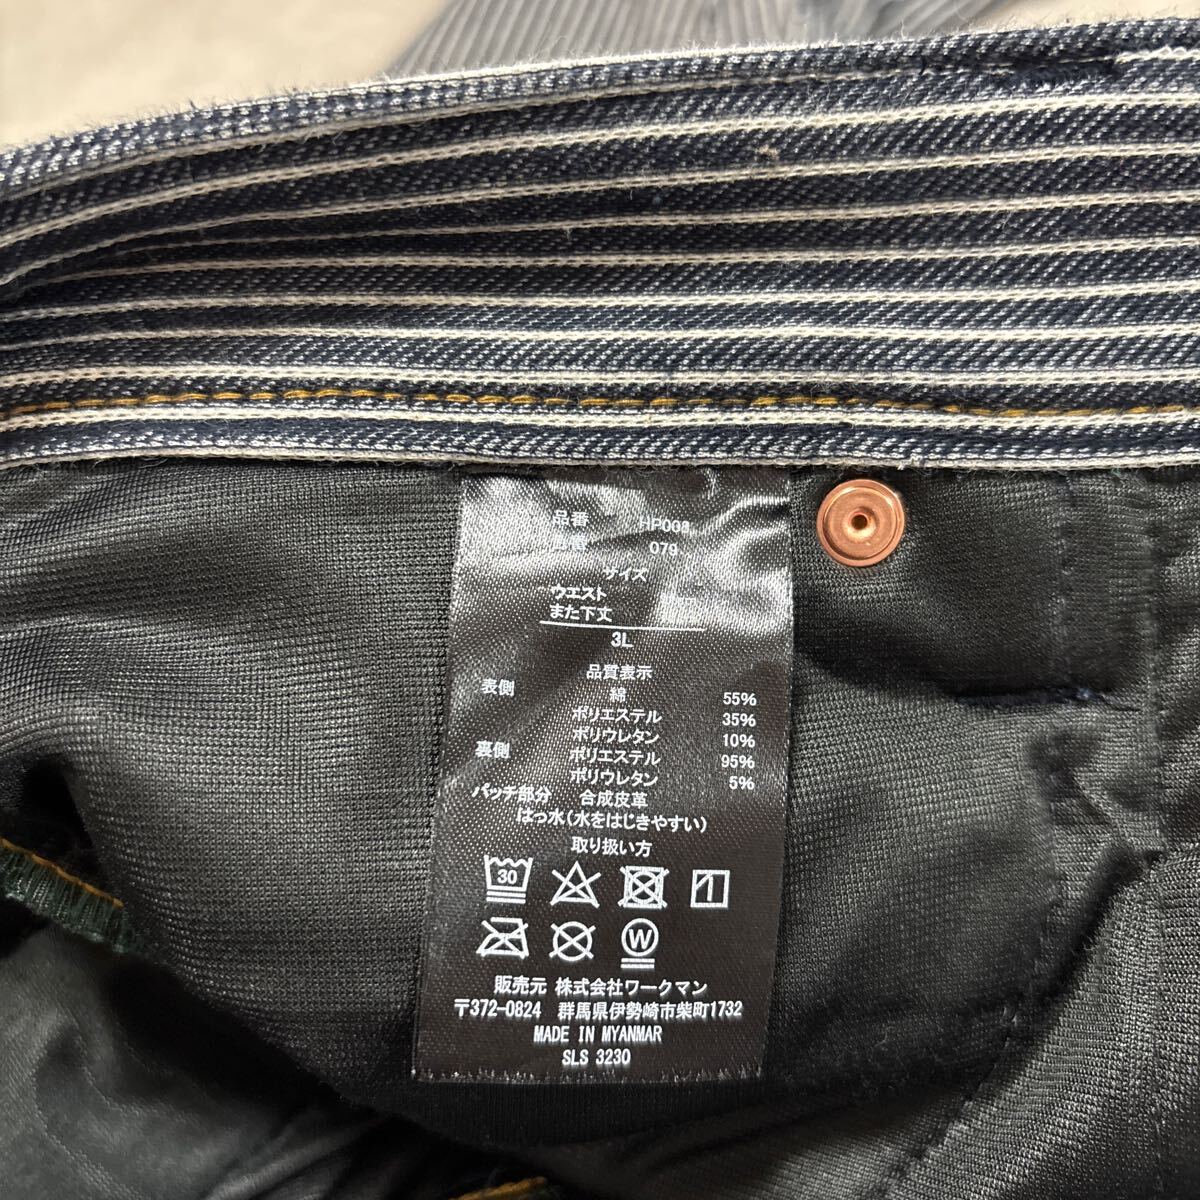 品番 HP008
079
サイズ
ウエスト
また下丈
3L
品質表示
表側 綿 55%
ポリエステル 35%
ポリウレタン 10%
裏側 ポリエステル 95%
ポリウレタン 5%
パッチ部分 合成皮革
はっ水(水をはじきやすい)
取り扱い方
30
W
販売元 株式会社ワークマン
〒372-0824 群馬県伊勢崎市柴町1732
MADE IN MYANMAR
SLS 3230